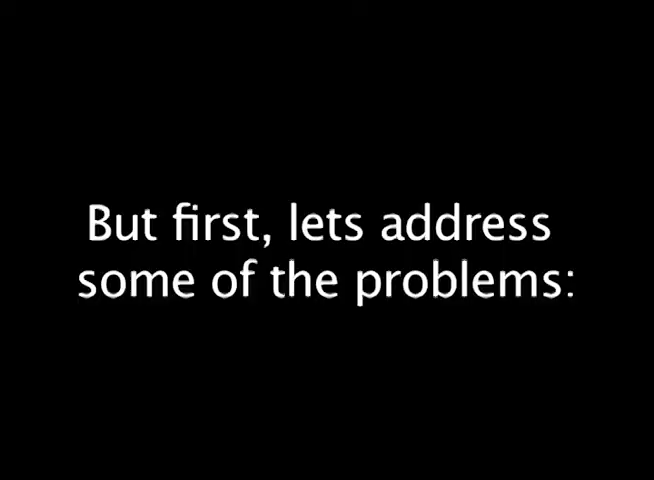 But first, lets address
some of the problems: